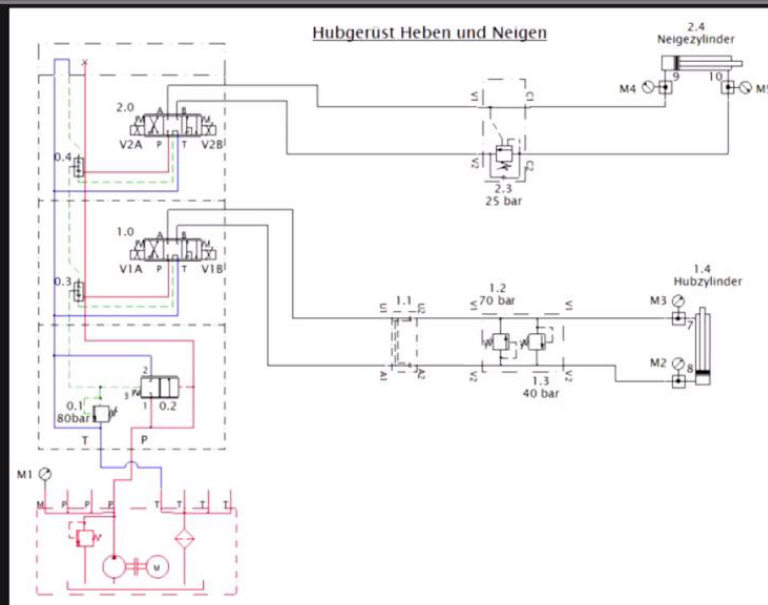 Hubgerüst Heben und Neigen
2.4
Neigezylinder
M4
9
10
M5
2.0
A
B
V2A
P
T
V2B
0.4
V1
C1
V2
C2
2.3
25 bar
1.0
A
B
V1A
P
T
V1B
0.3
1.4
Hubzylinder
M3
7
M2
8
1.1
U1
U2
A1
A2
1.2
70 bar
V1
V1
V2
V2
1.3
40 bar
2
3
1
0.2
0.1
80bar
T
P
M1
M
P
P
P
T
T
T
T
M